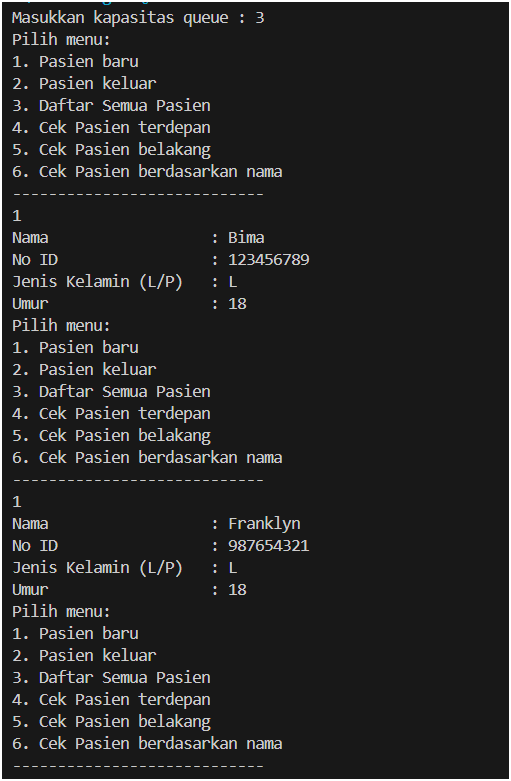 Masukkan kapasitas queue : 3
Pilih menu:
1. Pasien baru
2. Pasien keluar
3. Daftar Semua Pasien
4. Cek Pasien terdepan
5. Cek Pasien belakang
6. Cek Pasien berdasarkan nama
----------------------------
1
Nama                  : Bima
No ID                 : 123456789
Jenis Kelamin (L/P)   : L
Umur                  : 18
Pilih menu:
1. Pasien baru
2. Pasien keluar
3. Daftar Semua Pasien
4. Cek Pasien terdepan
5. Cek Pasien belakang
6. Cek Pasien berdasarkan nama
----------------------------
1
Nama                  : Franklyn
No ID                 : 987654321
Jenis Kelamin (L/P)   : L
Umur                  : 18
Pilih menu:
1. Pasien baru
2. Pasien keluar
3. Daftar Semua Pasien
4. Cek Pasien terdepan
5. Cek Pasien belakang
6. Cek Pasien berdasarkan nama
----------------------------